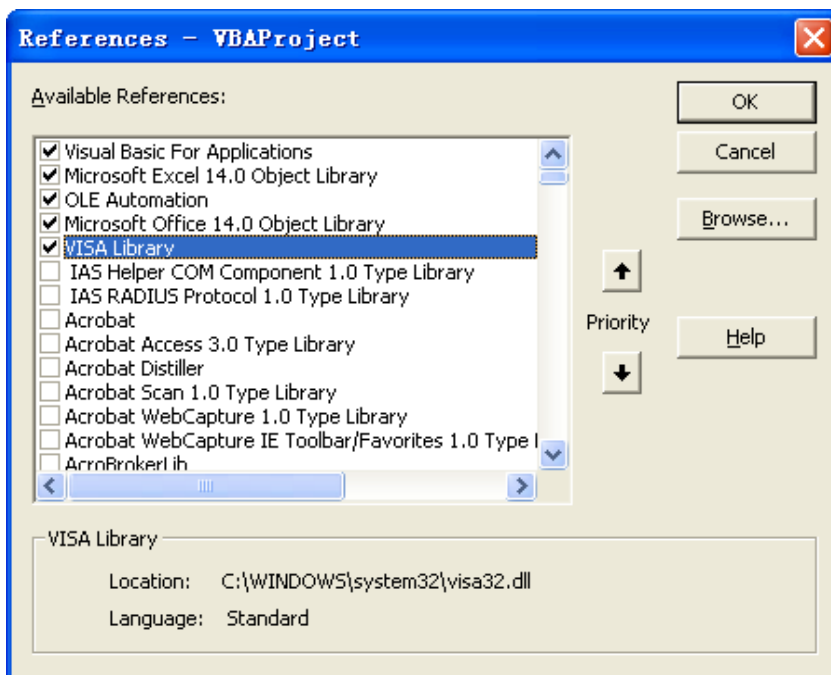 References - VBAProject
Available References:
OK
Cancel
Browse...
Priority
Help
Visual Basic For Applications
Microsoft Excel 14.0 Object Library
OLE Automation
Microsoft Office 14.0 Object Library
VISA Library
IAS Helper COM Component 1.0 Type Library
IAS RADIUS Protocol 1.0 Type Library
Acrobat
Acrobat Access 3.0 Type Library
Acrobat Distiller
Acrobat Scan 1.0 Type Library
Acrobat WebCapture 1.0 Type Library
Acrobat WebCapture IE Toolbar/Favorites 1.0 Type
AcroBrokerLib
VISA Library
Location: C:\WINDOWS\system32\visa32.dll
Language: Standard